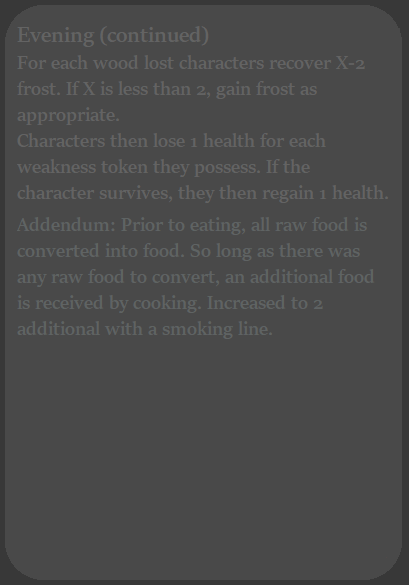 Evening (continued)
For each wood lost characters recover X-2
frost. If X is less than 2, gain frost as
appropriate.
Characters then lose 1 health for each
weakness token they possess. If the
character survives, they then regain 1 health.
Addendum: Prior to eating, all raw food is
converted into food. So long as there was
any raw food to convert, an additional food
is received by cooking. Increased to 2
additional with a smoking line.